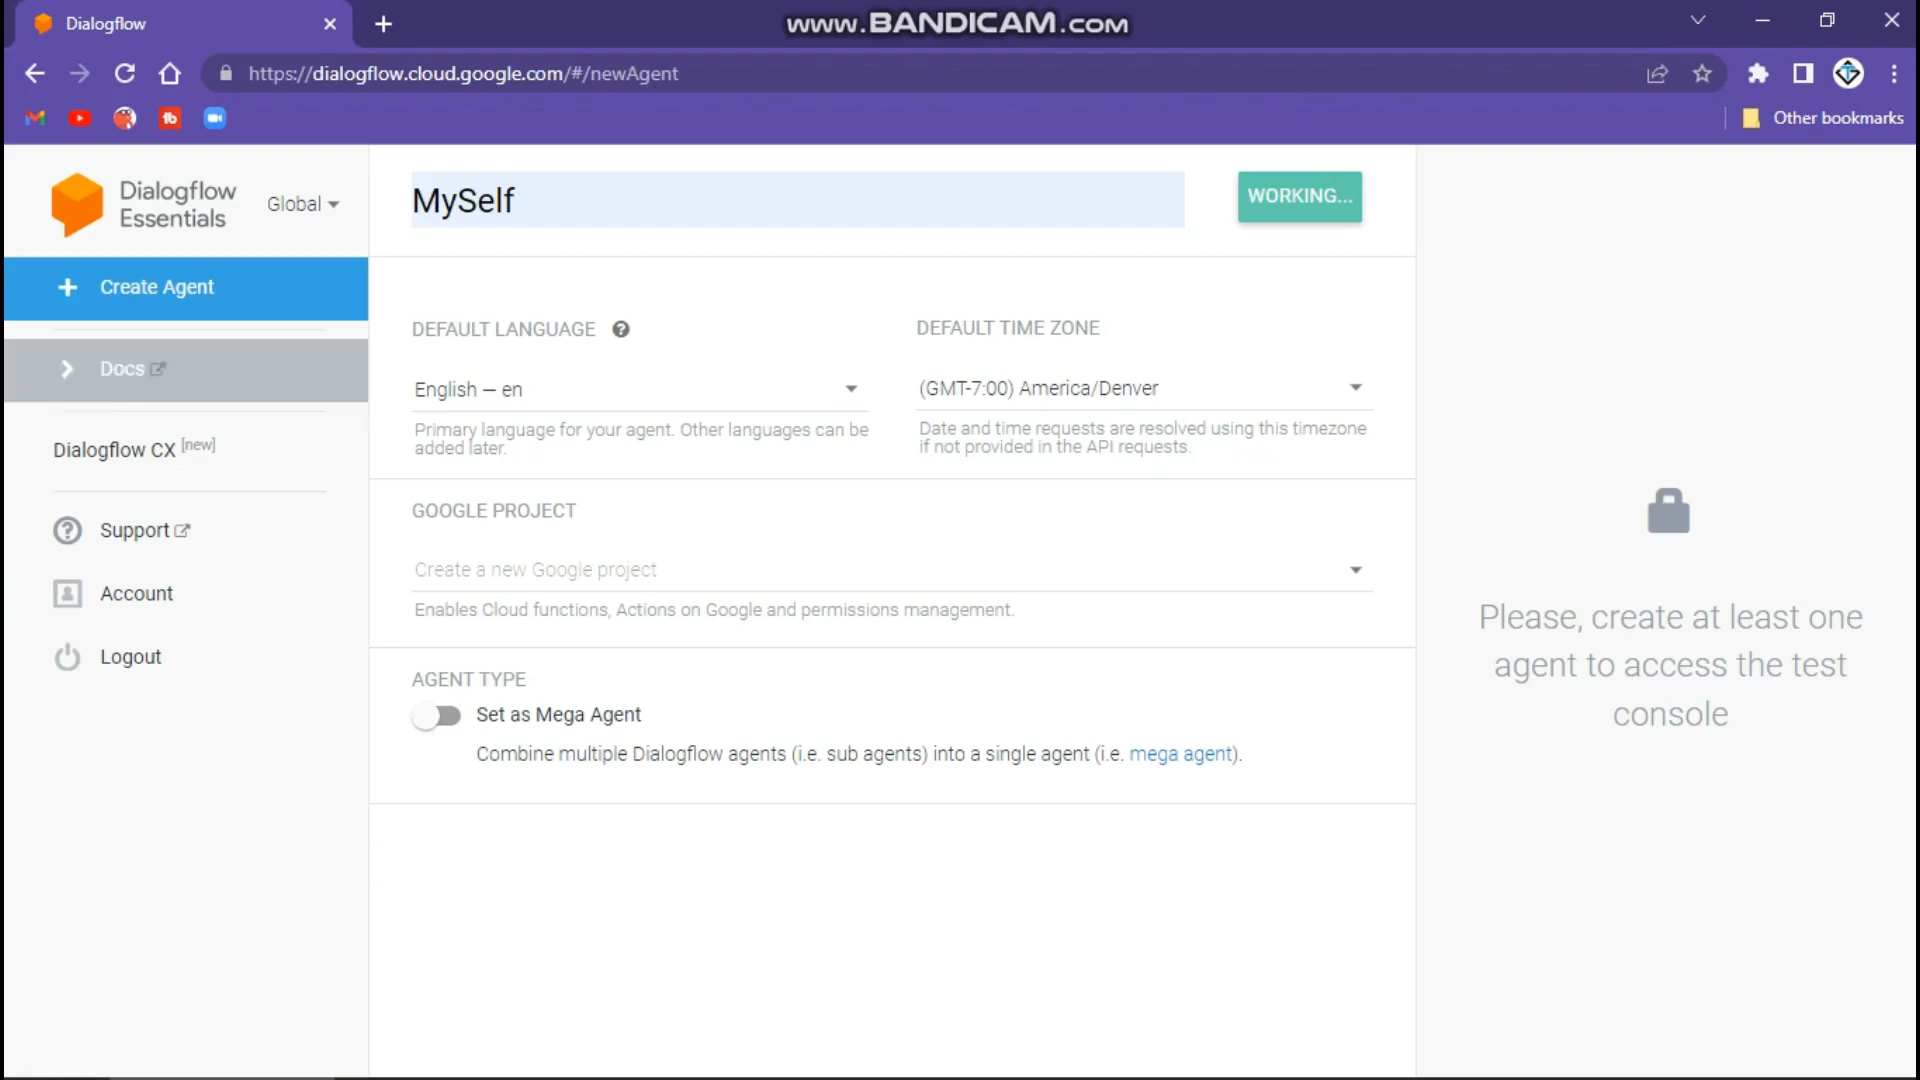 Dialogflow
www.BANDICAM.com
https://dialogflow.cloud.google.com/#/newAgent
Other bookmarks
Dialogflow
Essentials
Global
MySelf
WORKING...
Create Agent
DEFAULT LANGUAGE
DEFAULT TIME ZONE
Docs
English — en
(GMT-7:00) America/Denver
Primary language for your agent. Other languages can be
added later.
Date and time requests are resolved using this timezone
if not provided in the API requests.
Dialogflow CX [new]
GOOGLE PROJECT
Support
Create a new Google project
Account
Enables Cloud functions, Actions on Google and permissions management.
Please, create at least one
agent to access the test
console
Logout
AGENT TYPE
Set as Mega Agent
Combine multiple Dialogflow agents (i.e. sub agents) into a single agent (i.e. mega agent).